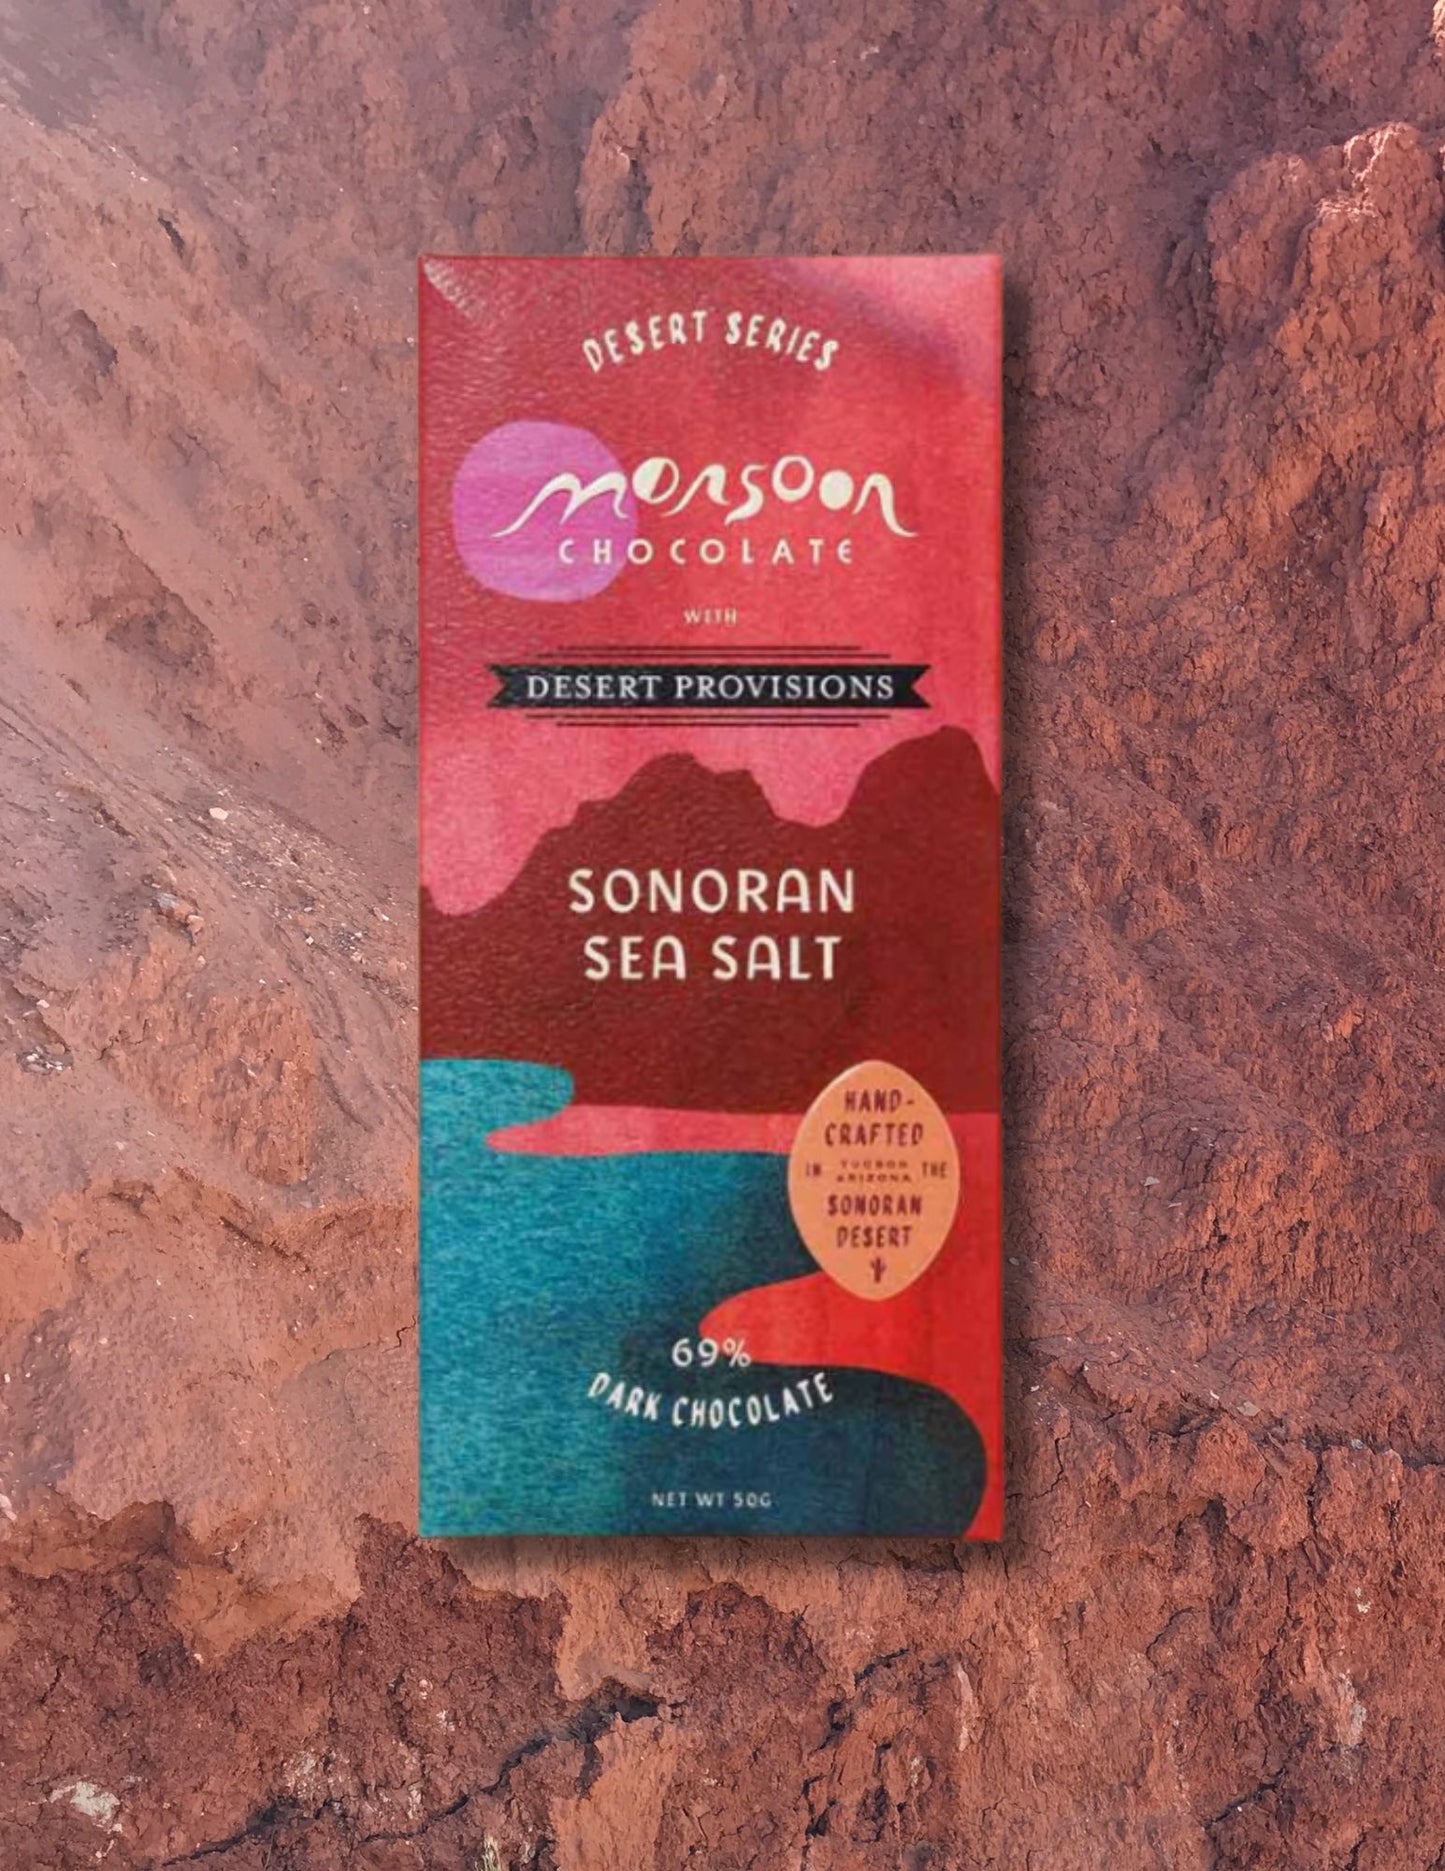 DESERT SERIES
monsoon
CHOCOLATE
WITH
DESERT PROVISIONS
SONORAN
SEA SALT
HAND-
CRAFTED
IN TUCSON ARIZONA THE
SONORAN
DESERT
69%
DARK CHOCOLATE
NET WT 50G